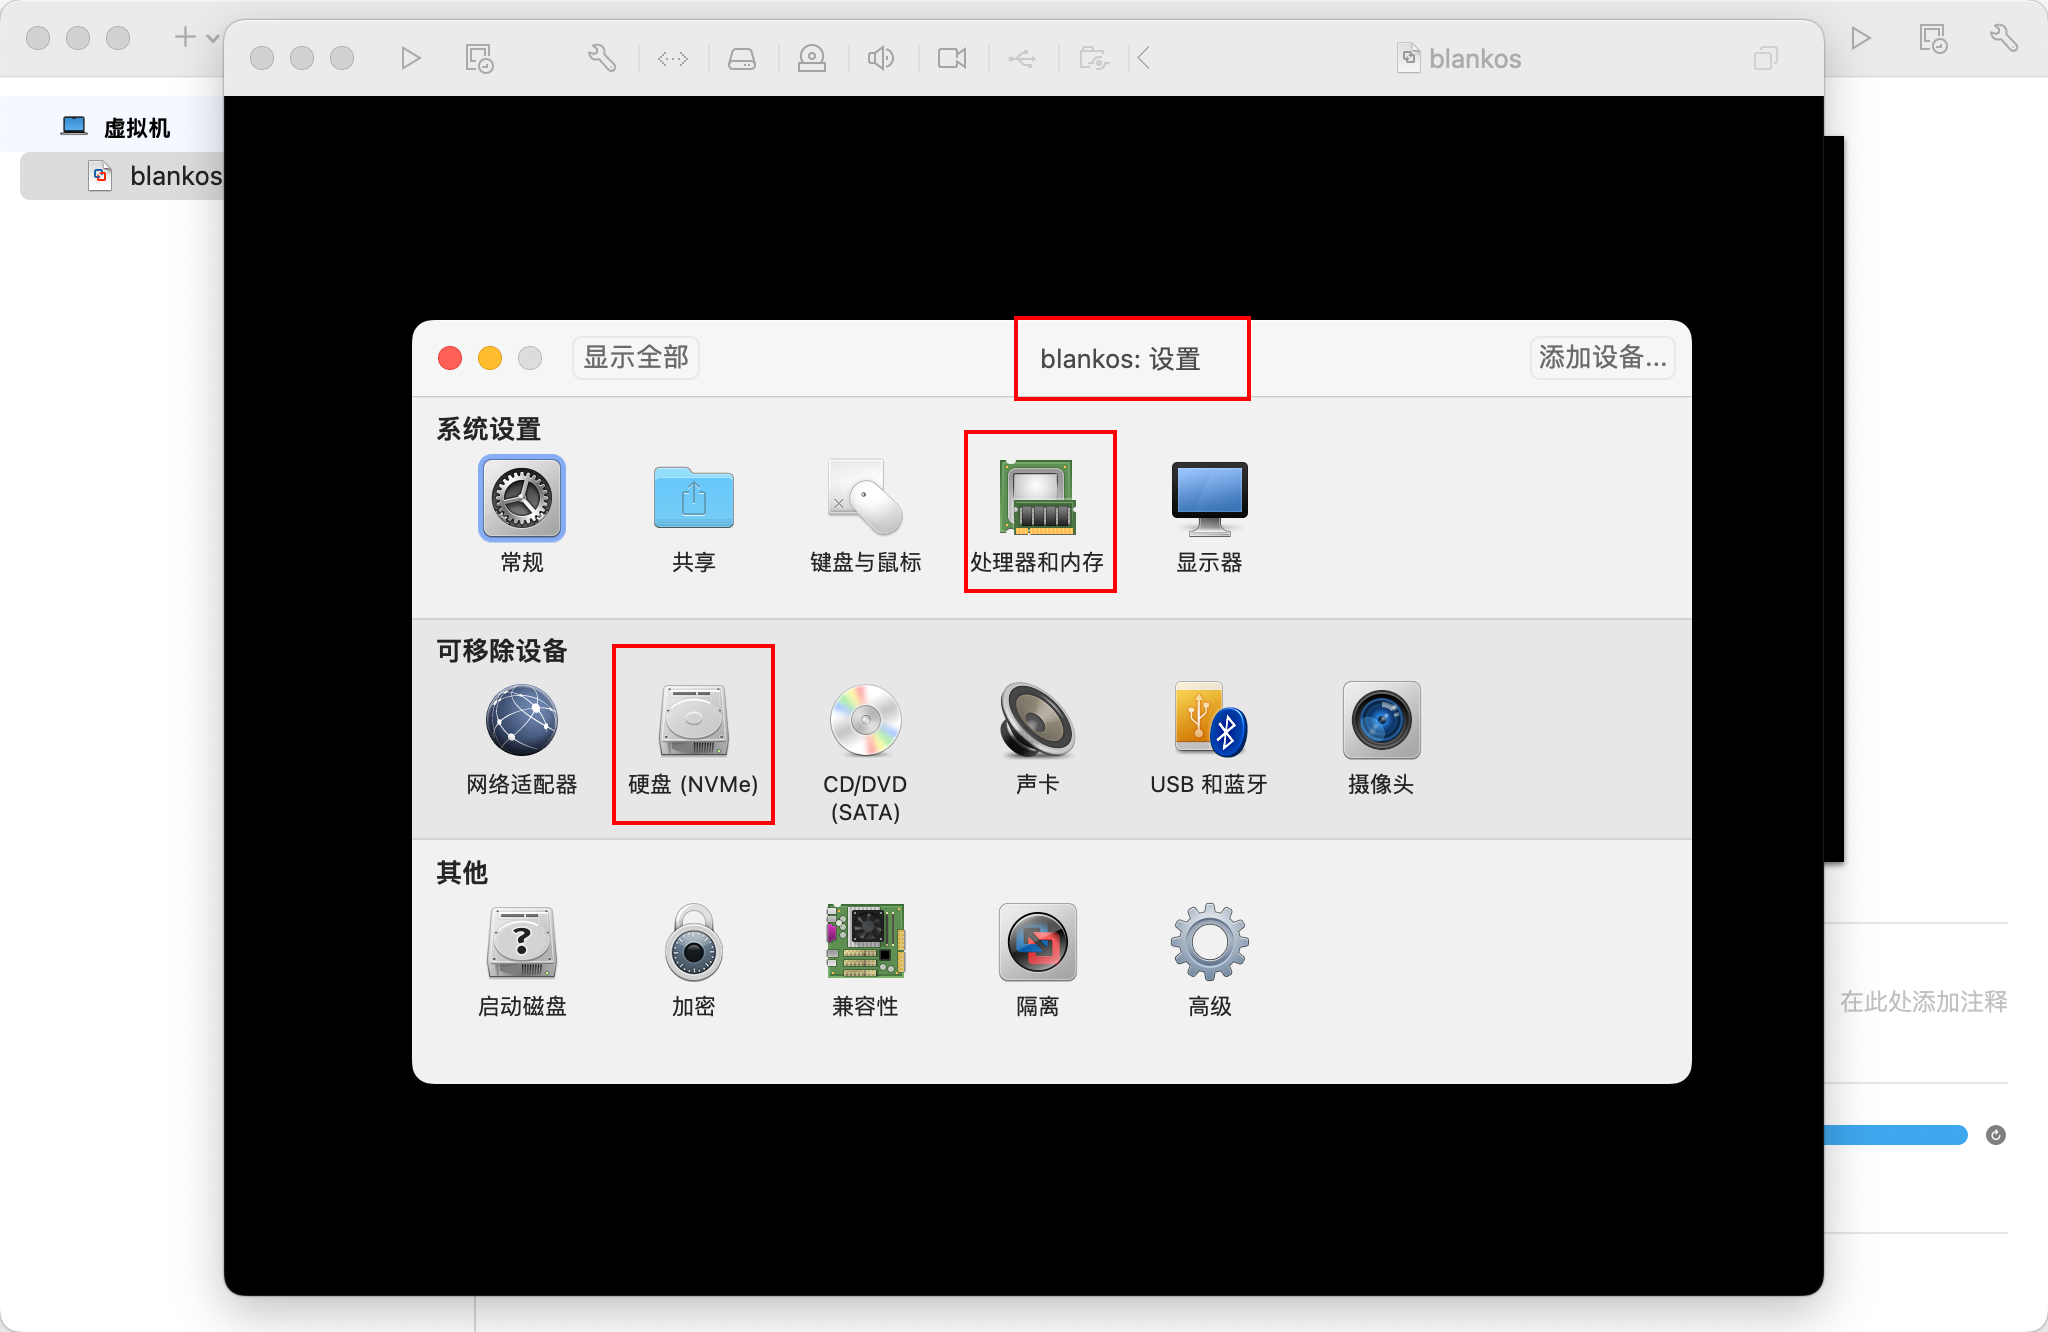 blankos
虚拟机
blankos
显示全部
blankos: 设置
添加设备...
系统设置
常规
共享
键盘与鼠标
处理器和内存
显示器
可移除设备
网络适配器
硬盘 (NVMe)
CD/DVD
(SATA)
声卡
USB 和蓝牙
摄像头
其他
?
启动磁盘
加密
兼容性
隔离
高级
在此处添加注释